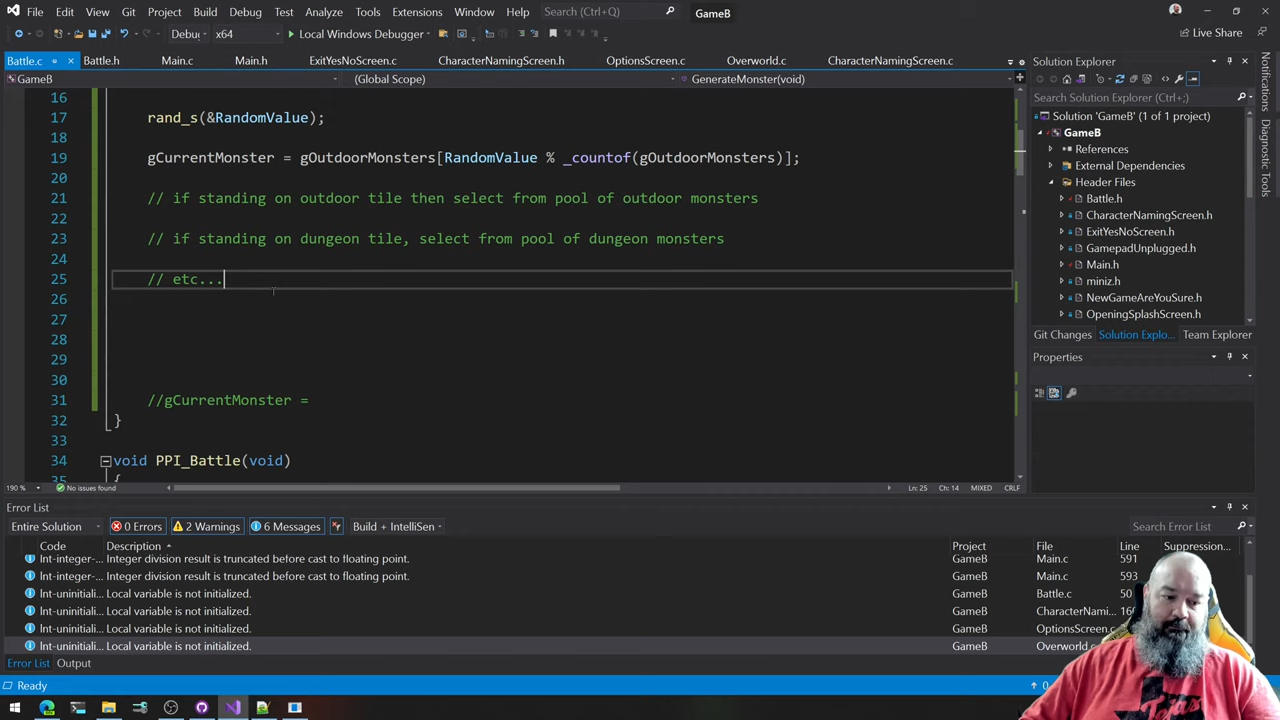 File Edit View Git Project Build Debug Test Analyze Tools Extensions Window Help Search (Ctrl+Q) GameB
Debu x64 Local Windows Debugger Live Share
Battle.c Battle.h Main.c Main.h ExitYesNoScreen.c CharacterNamingScreen.h OptionsScreen.c Overworld.c CharacterNamingScreen.c
GameB (Global Scope) GenerateMonster(void)
16
17 rand_s(&RandomValue);
18
19 gCurrentMonster = gOutdoorMonsters[RandomValue % _countof(gOutdoorMonsters)];
20
21 // if standing on outdoor tile then select from pool of outdoor monsters
22
23 // if standing on dungeon tile, select from pool of dungeon monsters
24
25 // etc...
26
27
28
29
30
31 //gCurrentMonster =
32 }
33
34 void PPI_Battle(void)
35 {
190 % No issues found Ln: 25 Ch: 14 MIXED CRLF
Solution Explorer
Search Solution Explorer (Ctrl+;)
Solution 'GameB' (1 of 1 project)
GameB
References
External Dependencies
Header Files
Battle.h
CharacterNamingScreen.h
ExitYesNoScreen.h
GamepadUnplugged.h
Main.h
miniz.h
NewGameAreYouSure.h
OpeningSplashScreen.h
Git Changes Solution Explo... Team Explorer
Properties
Notifications
Diagnostic Tools
Error List
Entire Solution 0 Errors 2 Warnings 6 Messages Build + IntelliSen Search Error List
Code Description Project File Line Suppression...
Int-integer- Integer division result is truncated before cast to floating point. GameB Main.c 591
Int-integer- Integer division result is truncated before cast to floating point. GameB Main.c 593
Int-uninitiali... Local variable is not initialized. GameB Battle.c 50
Int-uninitiali... Local variable is not initialized. GameB CharacterNami...
Int-uninitiali... Local variable is not initialized. GameB OptionsScreen.c
Int-uninitiali... Local variable is not initialized. GameB
Error List Output
Ready